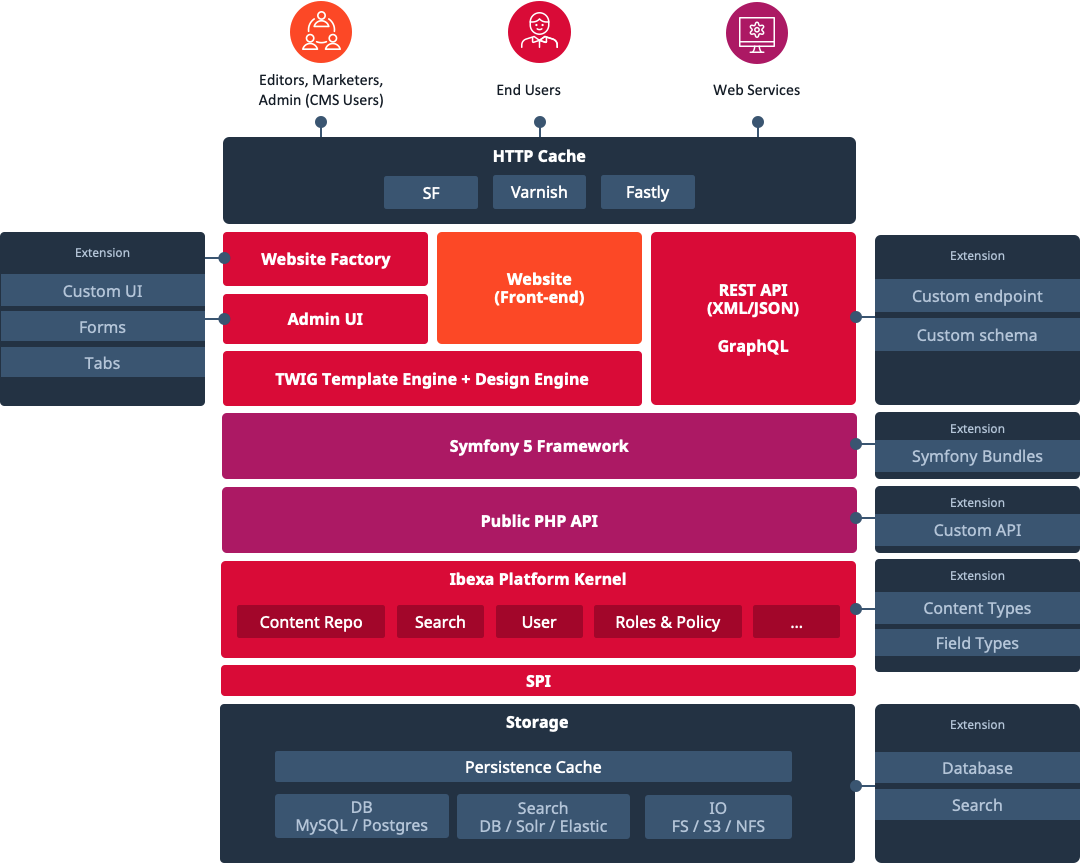 Editors, Marketers,
Admin (CMS Users)
End Users
Web Services
HTTP Cache
SF
Varnish
Fastly
Extension
Custom UI
Forms
Tabs
Website Factory
Admin UI
Website
(Front-end)
TWIG Template Engine + Design Engine
REST API
(XML/JSON)
GraphQL
Extension
Custom endpoint
Custom schema
Symfony 5 Framework
Extension
Symfony Bundles
Public PHP API
Extension
Custom API
Ibexa Platform Kernel
Content Repo
Search
User
Roles & Policy
...
Extension
Content Types
Field Types
SPI
Storage
Persistence Cache
DB
MySQL / Postgres
Search
DB / Solr / Elastic
IO
FS / S3 / NFS
Extension
Database
Search